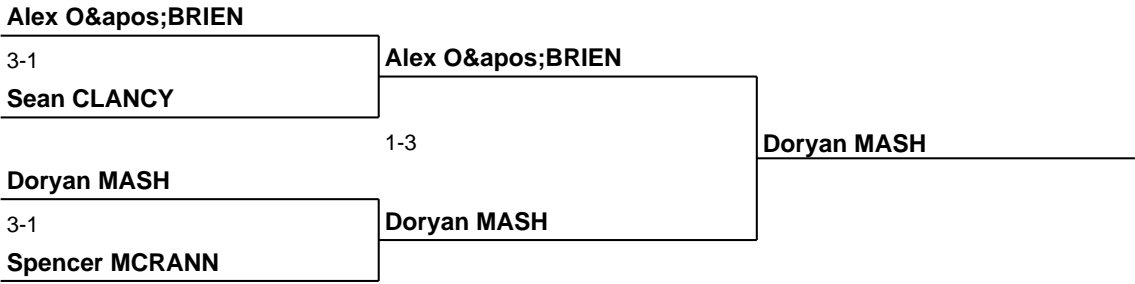 Alex O&apos;BRIEN
3-1
Alex O&apos;BRIEN
Sean CLANCY
1-3
Doryan MASH
Doryan MASH
3-1
Doryan MASH
Spencer MCRANN